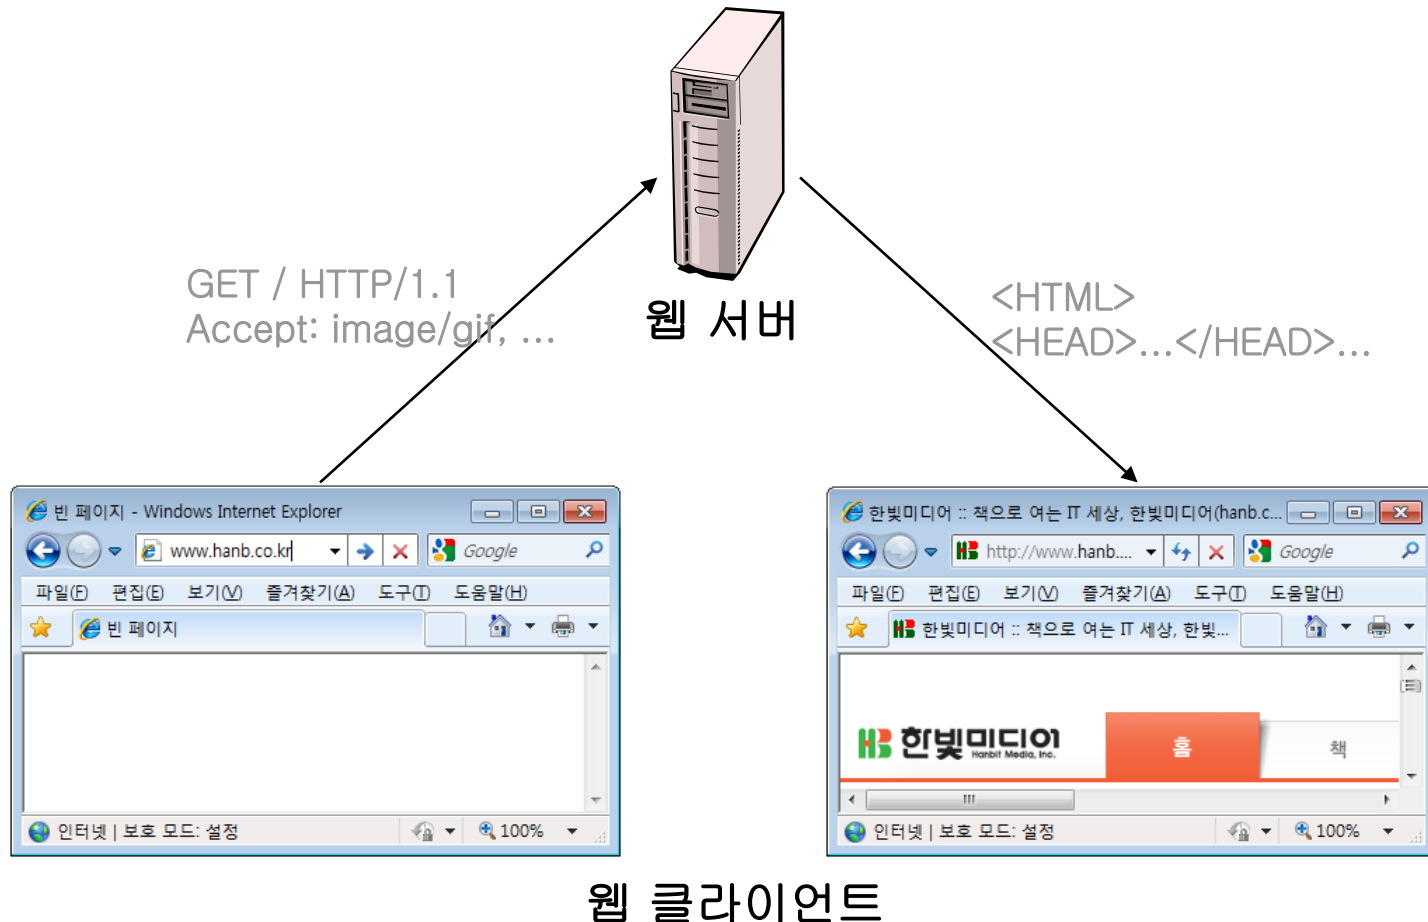 GET / HTTP/1.1
Accept: image/gif, ...
웹 서버
<HTML>
<HEAD>...</HEAD>...
빈 페이지 - Windows Internet Explorer
www.hanb.co.kr
Google
파일(F) 편집(E) 보기(V) 즐겨찾기(A) 도구(T) 도움말(H)
빈 페이지
인터넷 | 보호 모드: 설정
100%
한빛미디어 :: 책으로 여는 IT 세상, 한빛미디어(hanb.c...
http://www.hanb....
Google
파일(F) 편집(E) 보기(V) 즐겨찾기(A) 도구(T) 도움말(H)
한빛미디어 :: 책으로 여는 IT 세상, 한빛...
HB 한빛미디어
Hanbit Media, Inc.
홈
책
인터넷 | 보호 모드: 설정
100%
웹 클라이언트